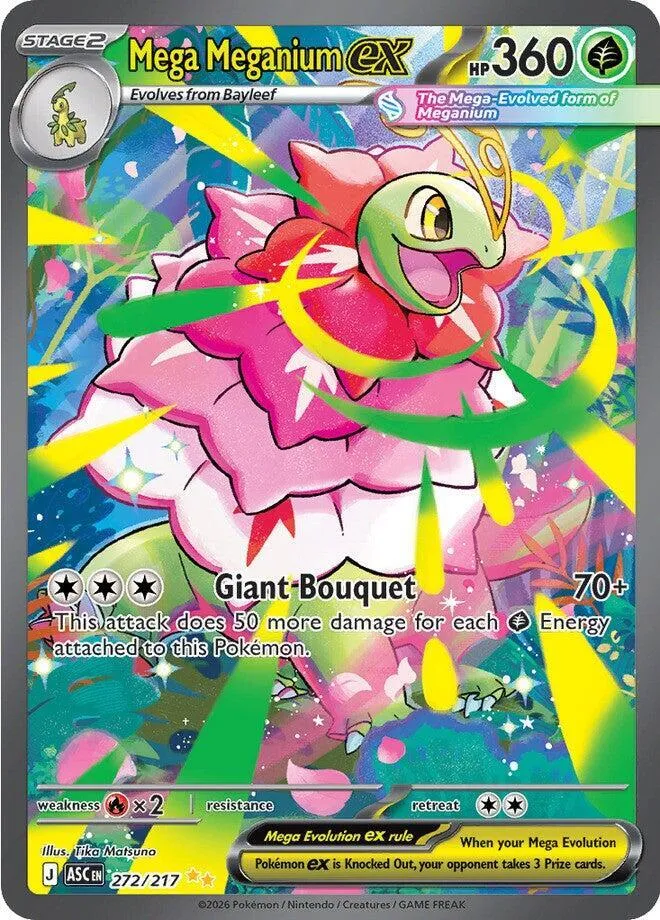 STAGE2
Mega Meganium ex
HP 360
Evolves from Bayleef
The Mega-Evolved form of
Meganium
Giant Bouquet 70+
This attack does 50 more damage for each Energy
attached to this Pokémon.
weakness ×2 resistance retreat
Illus. Tika Matsuno
Mega Evolution ex rule
When your Mega Evolution
Pokémon ex is Knocked Out, your opponent takes 3 Prize cards.
J ASC EN 272/217
©2026 Pokémon / Nintendo / Creatures / GAME FREAK